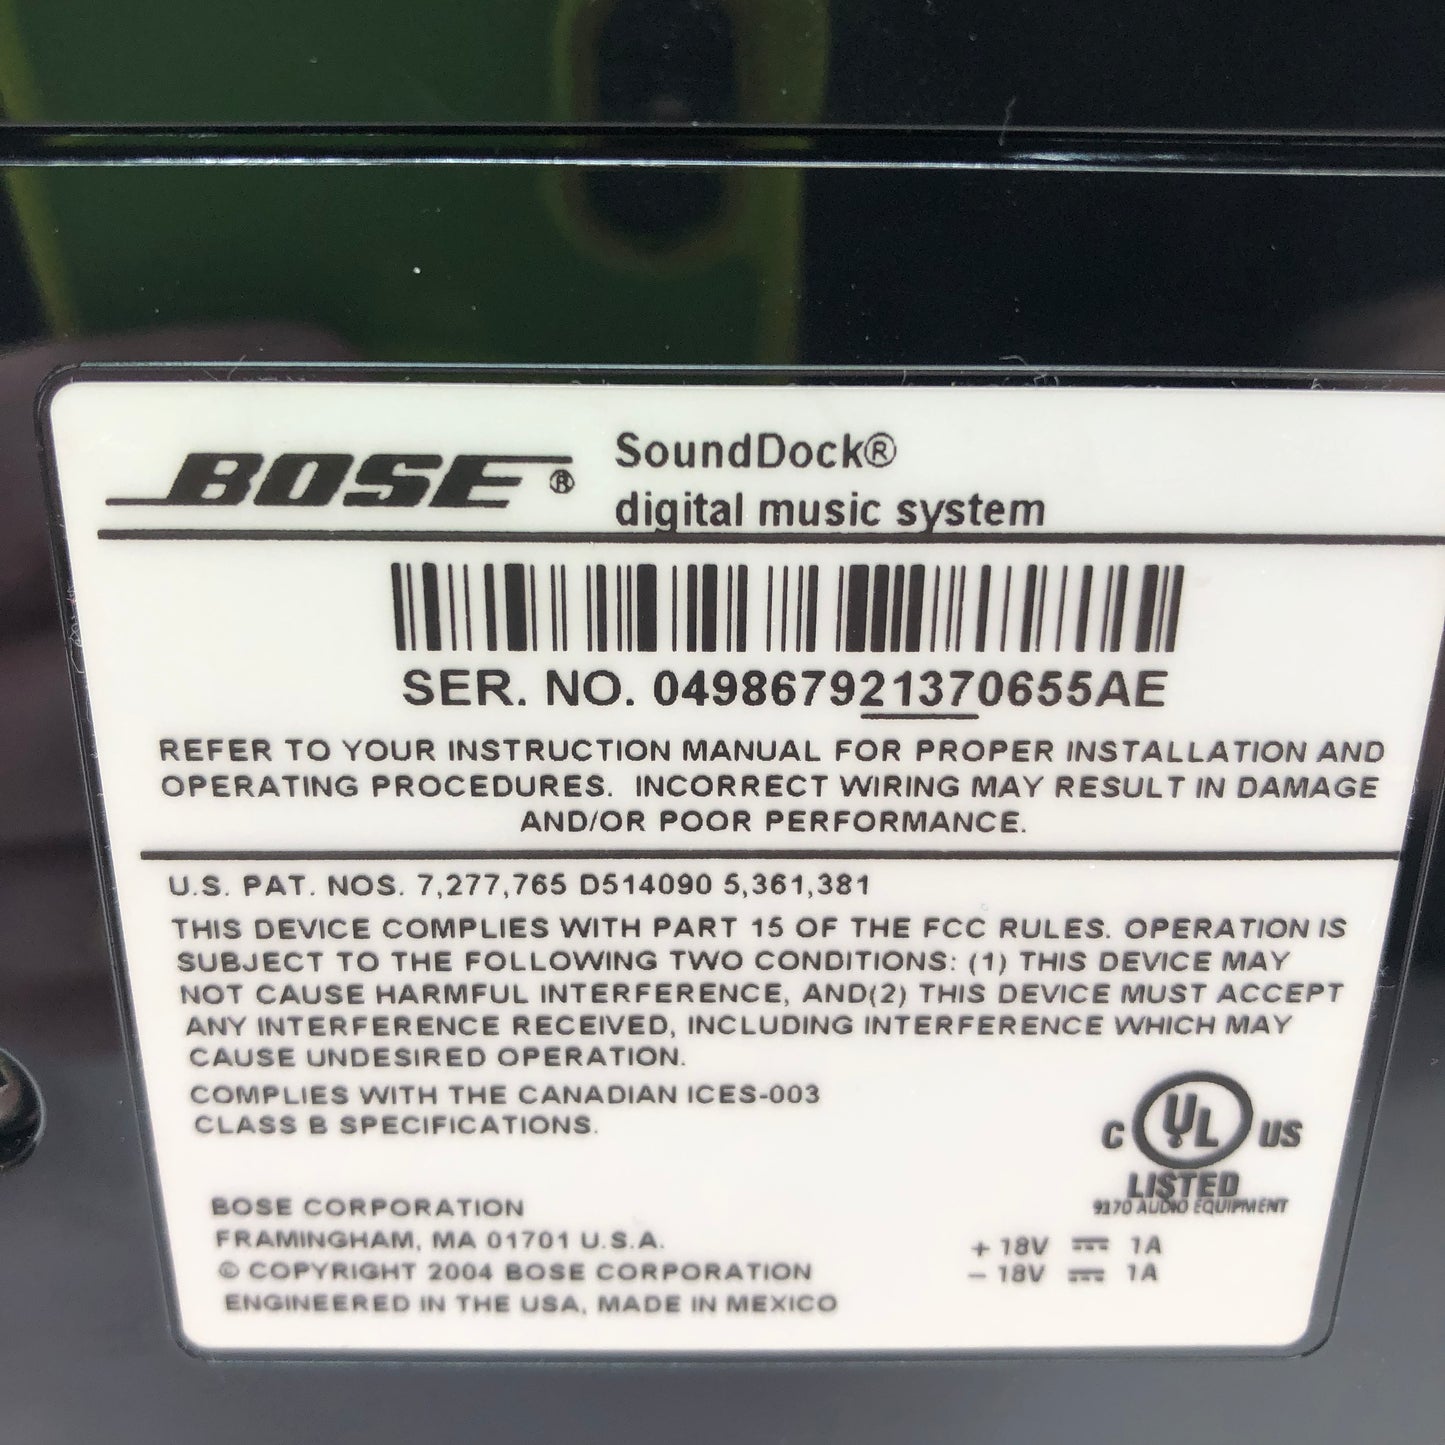 BOSE®
SoundDock®
digital music system
SER. NO. 049867921370655AE
REFER TO YOUR INSTRUCTION MANUAL FOR PROPER INSTALLATION AND
OPERATING PROCEDURES. INCORRECT WIRING MAY RESULT IN DAMAGE
AND/OR POOR PERFORMANCE.
U.S. PAT. NOS. 7,277,765 D514090 5,361,381
THIS DEVICE COMPLIES WITH PART 15 OF THE FCC RULES. OPERATION IS
SUBJECT TO THE FOLLOWING TWO CONDITIONS: (1) THIS DEVICE MAY
NOT CAUSE HARMFUL INTERFERENCE, AND(2) THIS DEVICE MUST ACCEPT
ANY INTERFERENCE RECEIVED, INCLUDING INTERFERENCE WHICH MAY
CAUSE UNDESIRED OPERATION.
COMPLIES WITH THE CANADIAN ICES-003
CLASS B SPECIFICATIONS.
C UL US
LISTED
9170 AUDIO EQUIPMENT
BOSE CORPORATION
FRAMINGHAM, MA 01701 U.S.A.
© COPYRIGHT 2004 BOSE CORPORATION
ENGINEERED IN THE USA, MADE IN MEXICO
+ 18V ⎓ 1A
− 18V ⎓ 1A